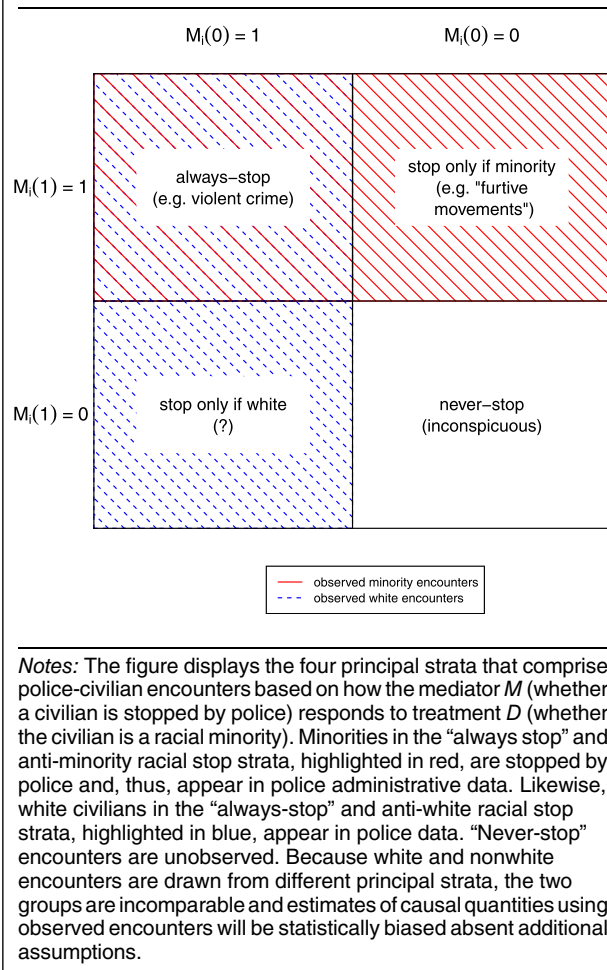 Mᵢ(0) = 1
Mᵢ(0) = 0
Mᵢ(1) = 1
always−stop
(e.g. violent crime)
stop only if minority
(e.g. "furtive
movements")
Mᵢ(1) = 0
stop only if white
(?)
never−stop
(inconspicuous)
observed minority encounters
observed white encounters
Notes: The figure displays the four principal strata that comprise
police-civilian encounters based on how the mediator M (whether
a civilian is stopped by police) responds to treatment D (whether
the civilian is a racial minority). Minorities in the “always stop” and
anti-minority racial stop strata, highlighted in red, are stopped by
police and, thus, appear in police administrative data. Likewise,
white civilians in the “always-stop” and anti-white racial stop
strata, highlighted in blue, appear in police data. “Never-stop”
encounters are unobserved. Because white and nonwhite
encounters are drawn from different principal strata, the two
groups are incomparable and estimates of causal quantities using
observed encounters will be statistically biased absent additional
assumptions.